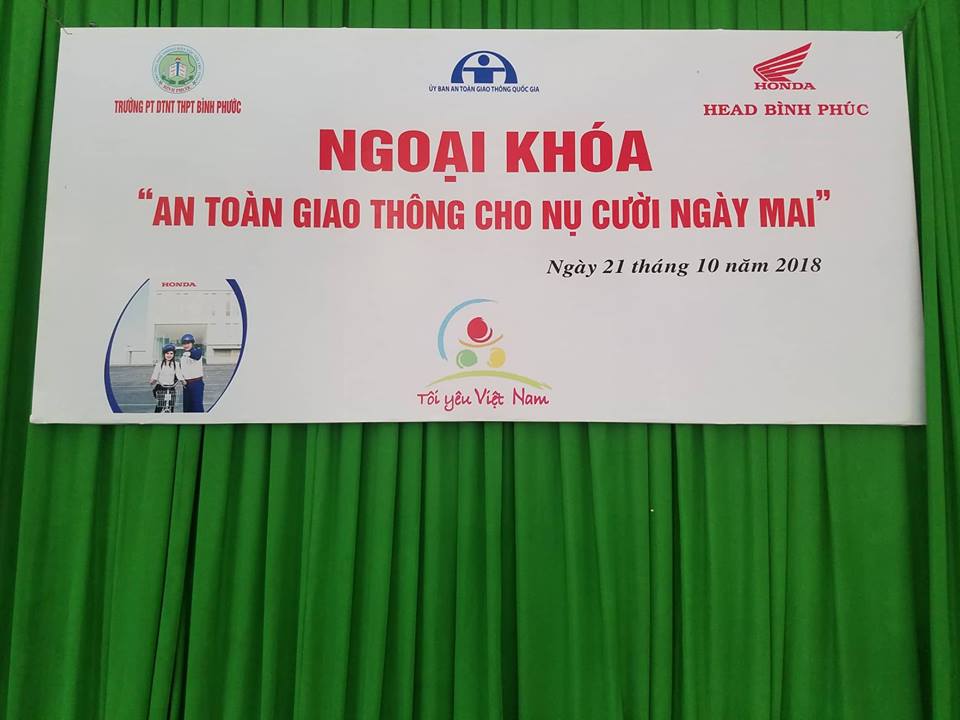 TRƯỜNG PT DTNT THPT BÌNH PHƯỚC
ỦY BAN AN TOÀN GIAO THÔNG QUỐC GIA
HONDA
HEAD BÌNH PHÚC
NGOẠI KHÓA
"AN TOÀN GIAO THÔNG CHO NỤ CƯỜI NGÀY MAI"
Ngày 21 tháng 10 năm 2018
HONDA
Tôi yêu Việt Nam